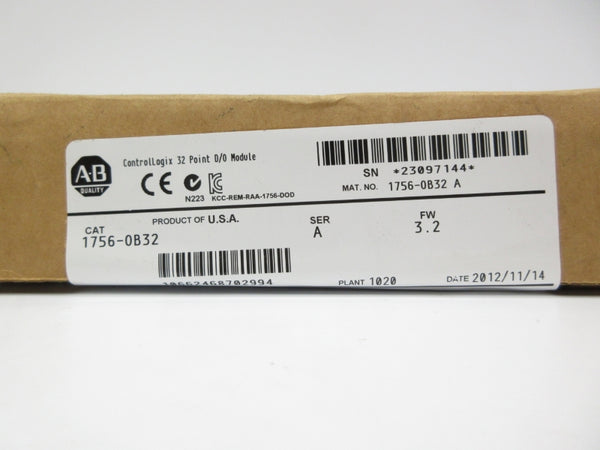 A·B
QUALITY
ControlLogix 32 Point D/O Module
CE
N223 KCC-REM-RAA-1756-DOD
SN *23097144*
MAT. NO. 1756-OB32 A
CAT PRODUCT OF U.S.A. SER FW
1756-OB32 A 3.2
PLANT 1020 DATE 2012/11/14